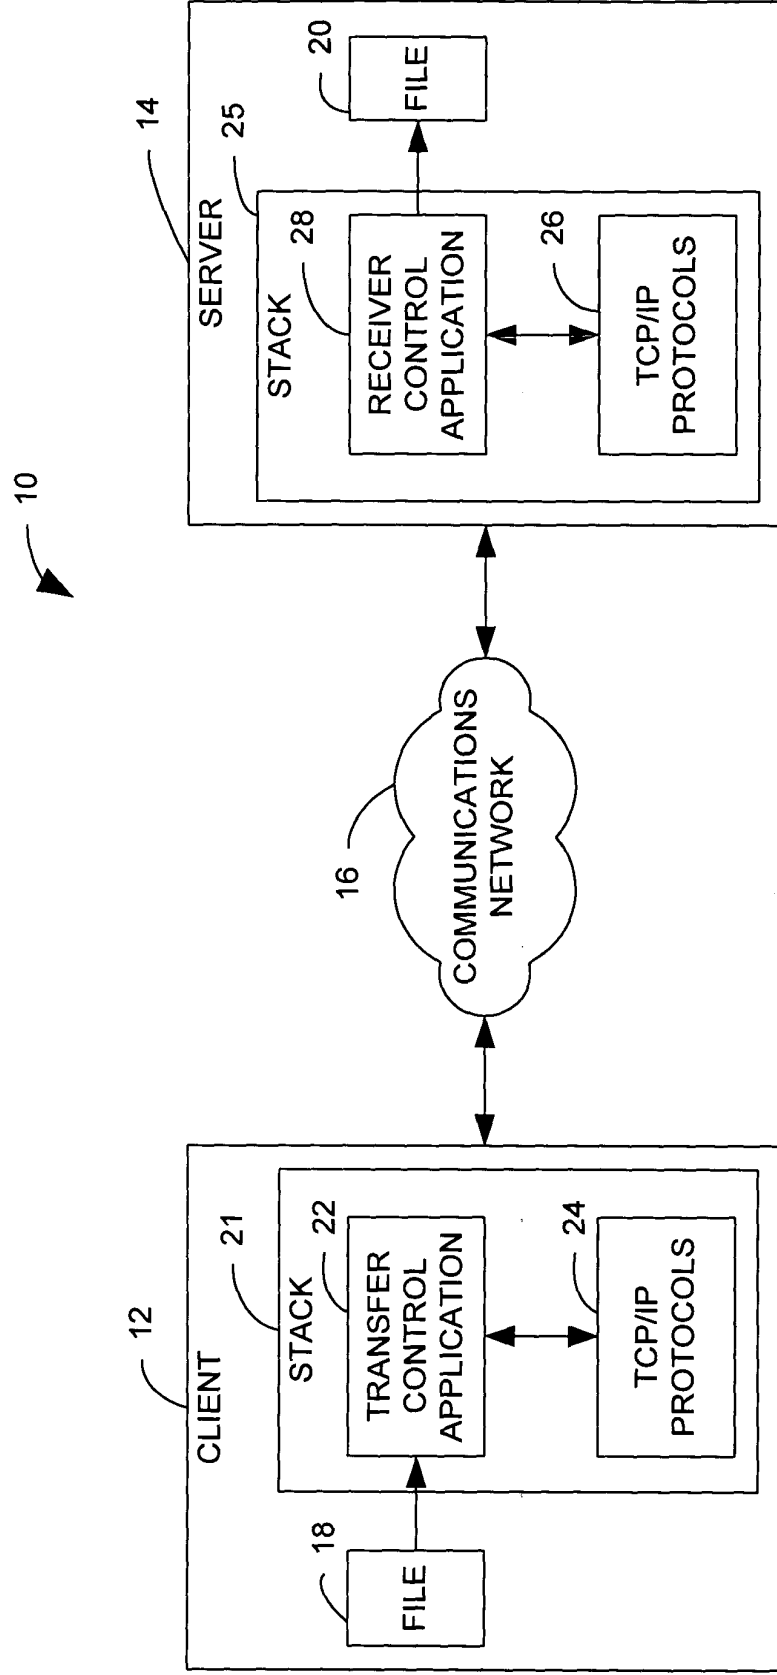 10
12
CLIENT
21
STACK
18
FILE
22
TRANSFER
CONTROL
APPLICATION
24
TCP/IP
PROTOCOLS
16
COMMUNICATIONS
NETWORK
14
SERVER
25
STACK
28
RECEIVER
CONTROL
APPLICATION
20
FILE
26
TCP/IP
PROTOCOLS